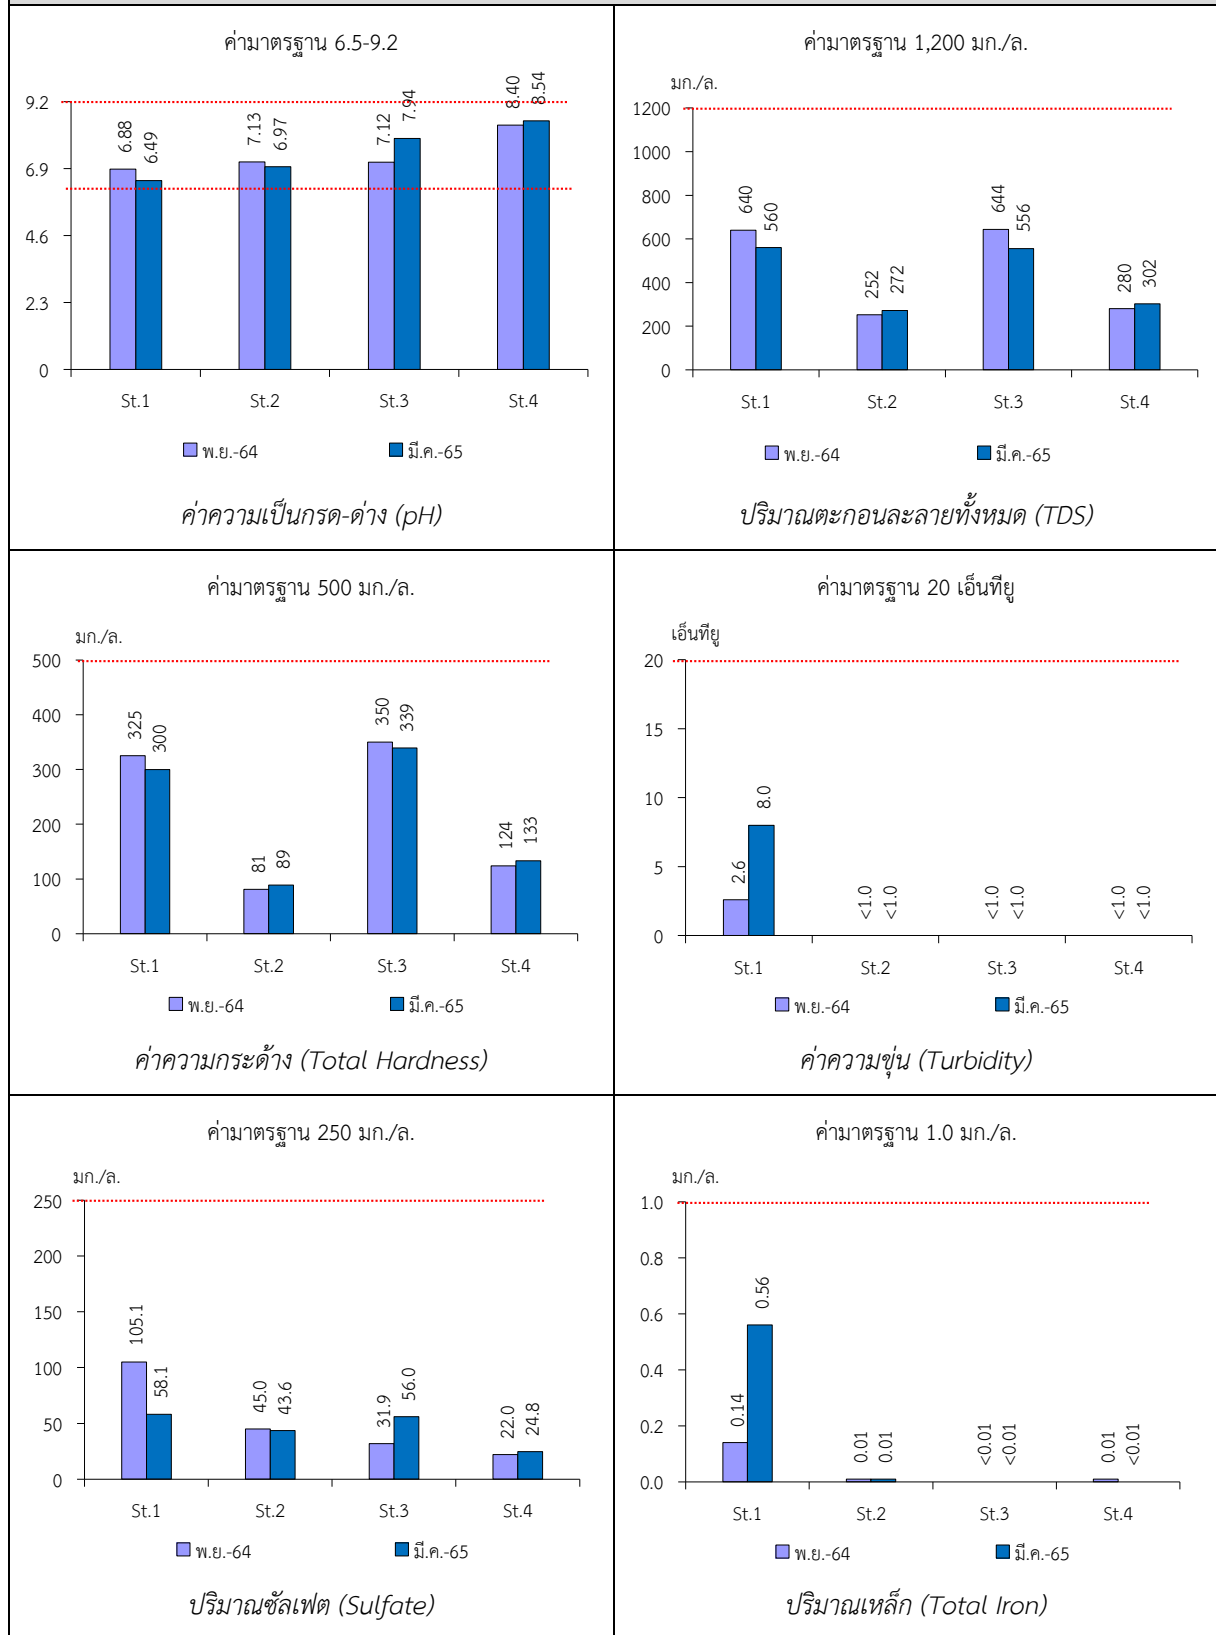 ค่ามาตรฐาน 6.5-9.2
9.2
6.9
4.6
2.3
0
6.88
6.49
7.13
6.97
7.12
7.94
8.40
8.54
St.1 St.2 St.3 St.4
พ.ย.-64 มี.ค.-65
ค่าความเป็นกรด-ด่าง (pH)
ค่ามาตรฐาน 1,200 มก./ล.
มก./ล.
1200
1000
800
600
400
200
0
640
560
252
272
644
556
280
302
St.1 St.2 St.3 St.4
พ.ย.-64 มี.ค.-65
ปริมาณตะกอนละลายทั้งหมด (TDS)
ค่ามาตรฐาน 500 มก./ล.
มก./ล.
500
400
300
200
100
0
325
300
81
89
350
339
124
133
St.1 St.2 St.3 St.4
พ.ย.-64 มี.ค.-65
ค่าความกระด้าง (Total Hardness)
ค่ามาตรฐาน 20 เอ็นทียู
เอ็นทียู
20
15
10
5
0
2.6
8.0
<1.0
<1.0
<1.0
<1.0
<1.0
<1.0
St.1 St.2 St.3 St.4
พ.ย.-64 มี.ค.-65
ค่าความขุ่น (Turbidity)
ค่ามาตรฐาน 250 มก./ล.
มก./ล.
250
200
150
100
50
0
105.1
58.1
45.0
43.6
31.9
56.0
22.0
24.8
St.1 St.2 St.3 St.4
พ.ย.-64 มี.ค.-65
ปริมาณซัลเฟต (Sulfate)
ค่ามาตรฐาน 1.0 มก./ล.
มก./ล.
1.0
0.8
0.6
0.4
0.2
0.0
0.14
0.56
0.01
0.01
<0.01
<0.01
0.01
<0.01
St.1 St.2 St.3 St.4
พ.ย.-64 มี.ค.-65
ปริมาณเหล็ก (Total Iron)